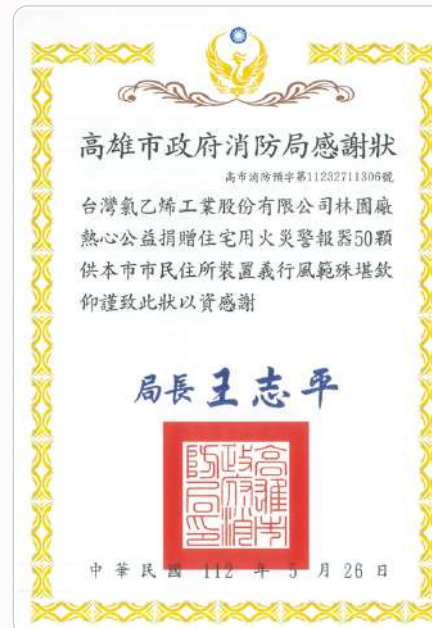 高雄市政府消防局感謝狀
高市消防預字第11232711306號
台灣氯乙烯工業股份有限公司林園廠
熱心公益捐贈住宅用火災警報器50顆
供本市市民住所裝置義行風範殊堪欽
仰謹致此狀以資感謝
局長王志平
高雄市政府消防局印
中華民國 112 年 5 月 26 日